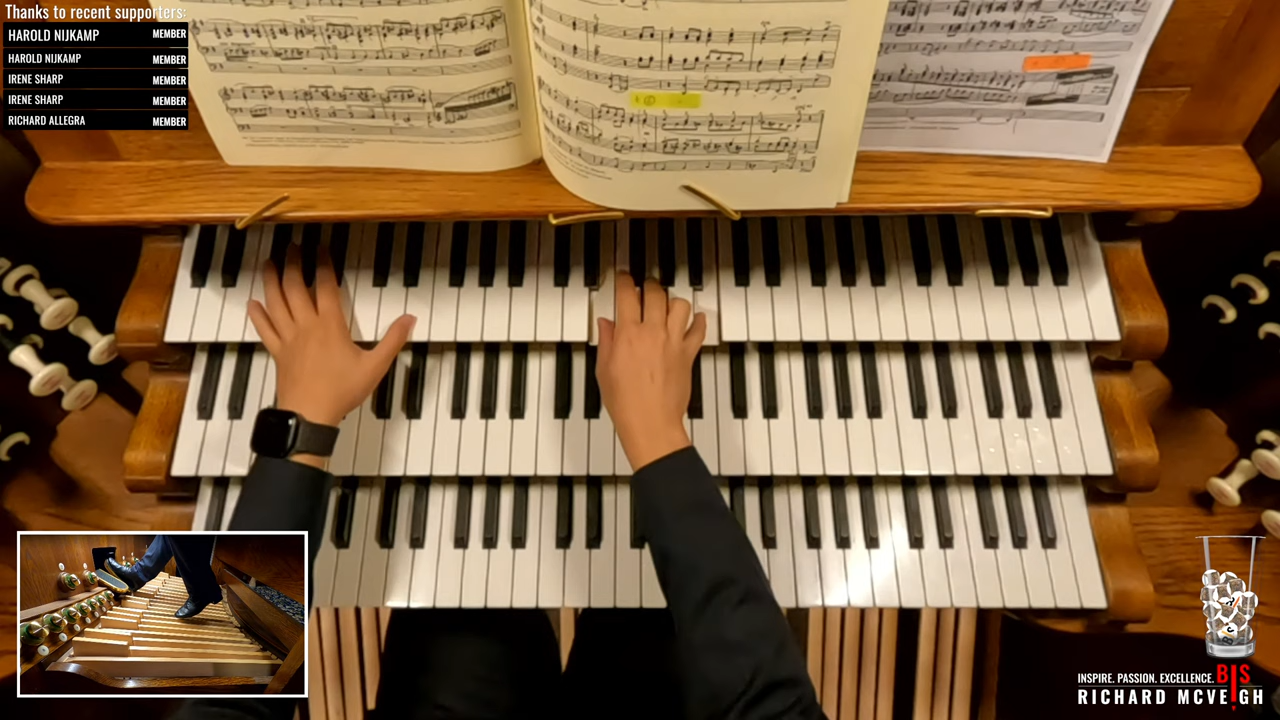 Thanks to recent supporters:
HAROLD NIJKAMP MEMBER
HAROLD NIJKAMP MEMBER
IRENE SHARP MEMBER
IRENE SHARP MEMBER
RICHARD ALLEGRA MEMBER
INSPIRE. PASSION. EXCELLENCE. BIS
RICHARD MCVEIGH